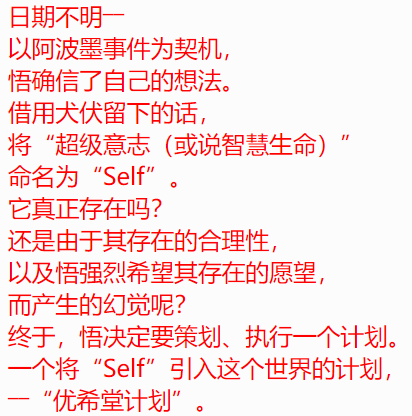 日期不明──
以阿波墨事件为契机，
悟确信了自己的想法。
借用犬伏留下的话，
将“超级意志（或说智慧生命）”
命名为“Self”。
它真正存在吗？
还是由于其存在的合理性，
以及悟强烈希望其存在的愿望，
而产生的幻觉呢？
终于，悟决定要策划、执行一个计划。
一个将“Self”引入这个世界的计划，
──“优希堂计划”。